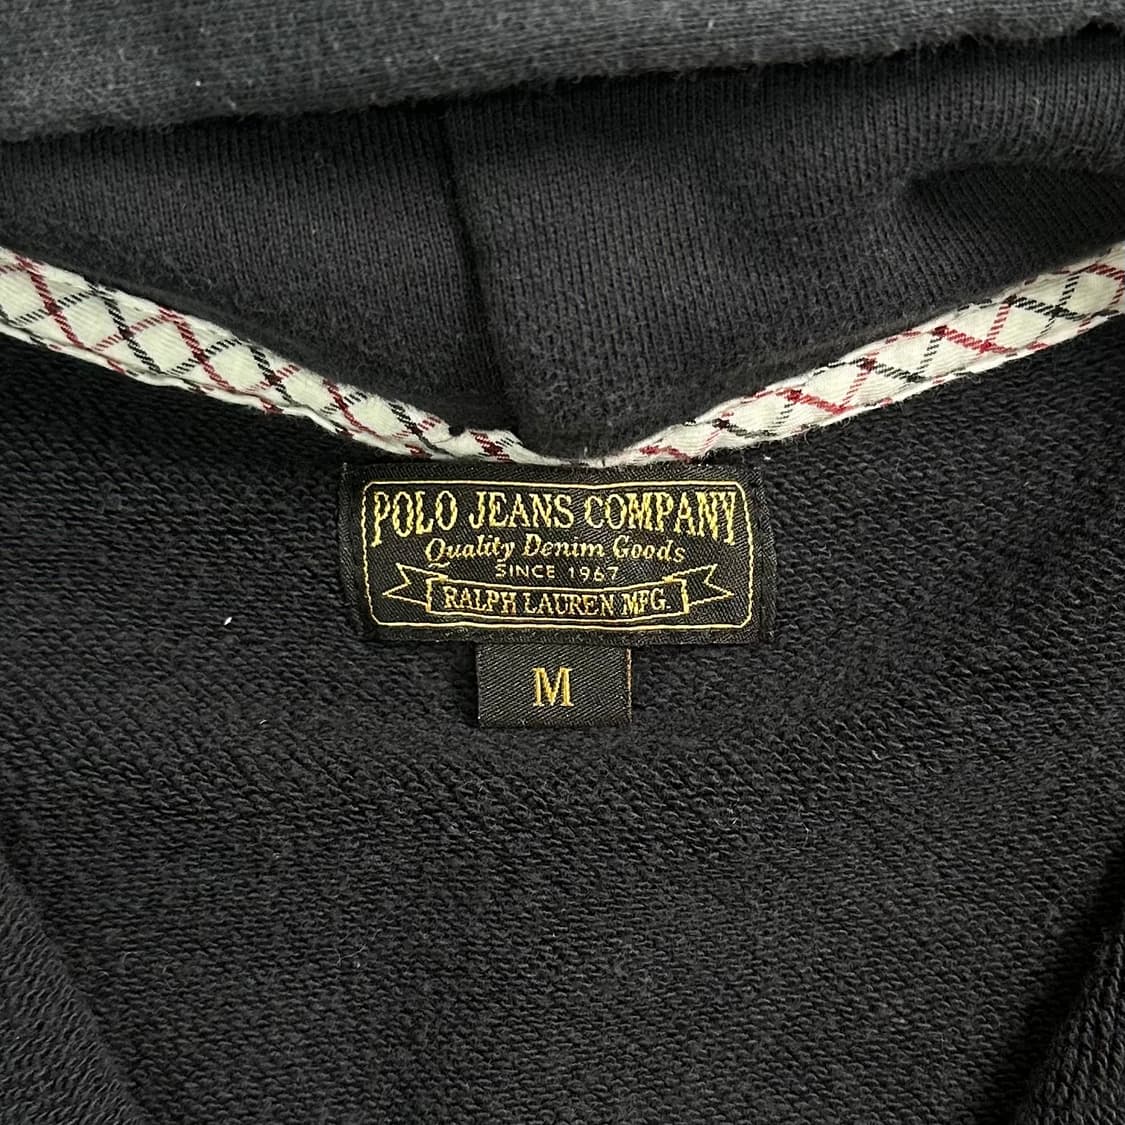 POLO JEANS COMPANY
Quality Denim Goods
SINCE 1967
RALPH LAUREN MFG.
M